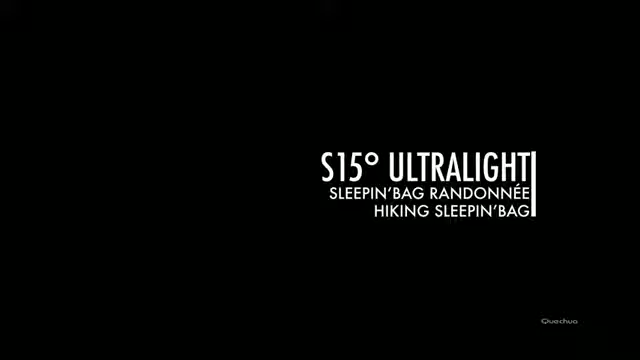 S15° ULTRALIGHT
SLEEPIN'BAG RANDONNÉE
HIKING SLEEPIN'BAG
Quechua